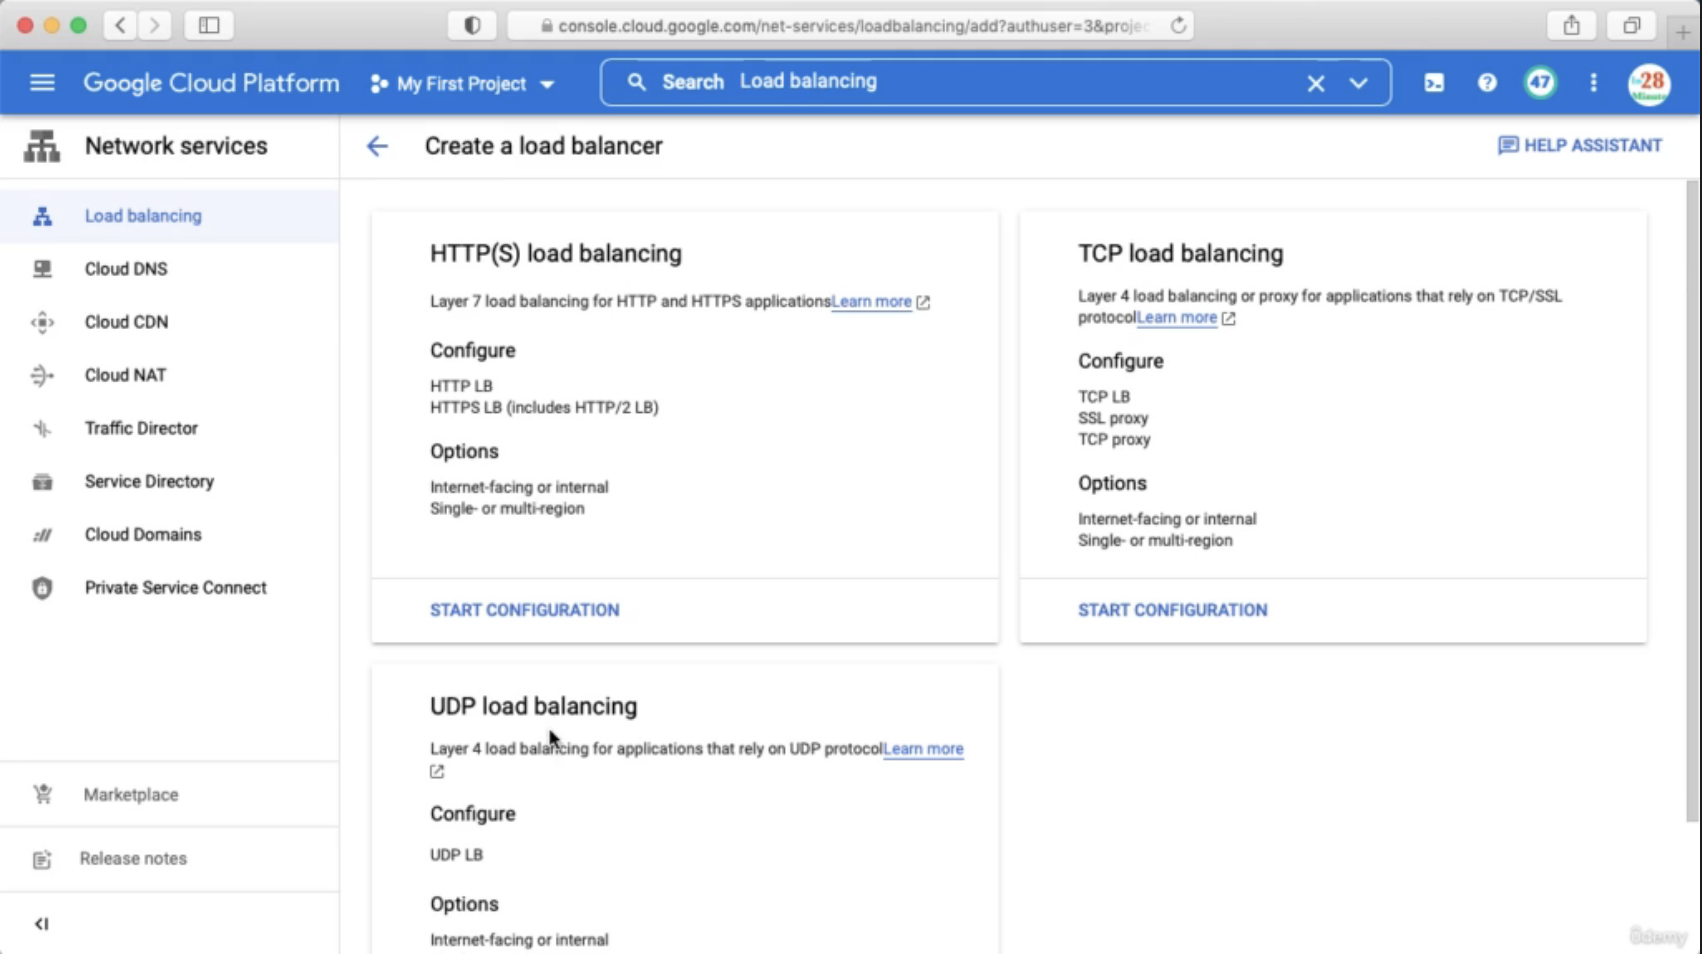 console.cloud.google.com/net-services/loadbalancing/add?authuser=3&projec
Google Cloud Platform
My First Project
Search Load balancing
47
28
Minutes
Network services
Create a load balancer
HELP ASSISTANT
Load balancing
Cloud DNS
Cloud CDN
Cloud NAT
Traffic Director
Service Directory
Cloud Domains
Private Service Connect
Marketplace
Release notes
HTTP(S) load balancing
Layer 7 load balancing for HTTP and HTTPS applicationsLearn more
Configure
HTTP LB
HTTPS LB (includes HTTP/2 LB)
Options
Internet-facing or internal
Single- or multi-region
START CONFIGURATION
TCP load balancing
Layer 4 load balancing or proxy for applications that rely on TCP/SSL
protocolLearn more
Configure
TCP LB
SSL proxy
TCP proxy
Options
Internet-facing or internal
Single- or multi-region
START CONFIGURATION
UDP load balancing
Layer 4 load balancing for applications that rely on UDP protocolLearn more
Configure
UDP LB
Options
Internet-facing or internal
Udemy